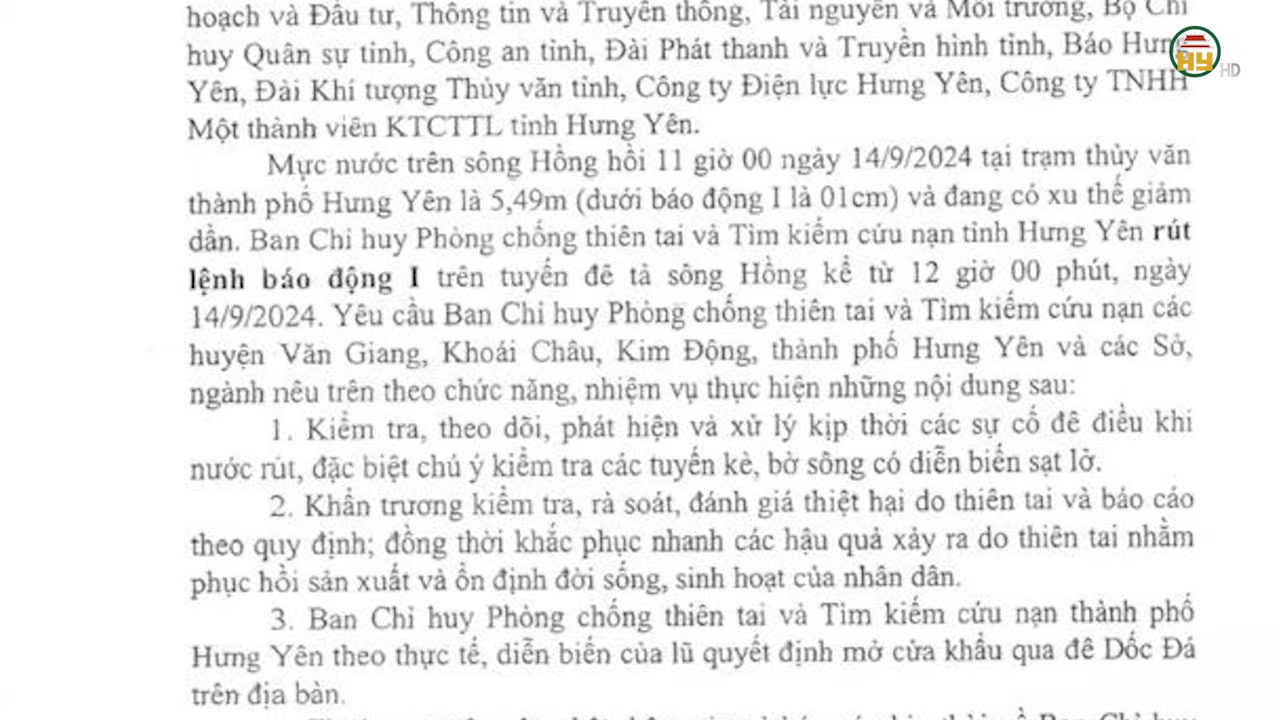 hoạch và Đầu tư, Thông tin và Truyền thông, Tài nguyên và Môi trường, Bộ Chỉ
huy Quân sự tỉnh, Công an tỉnh, Đài Phát thanh và Truyền hình tỉnh, Báo Hưng
Yên, Đài Khí tượng Thủy văn tỉnh, Công ty Điện lực Hưng Yên, Công ty TNHH
Một thành viên KTCTTL tỉnh Hưng Yên.
Mực nước trên sông Hồng hồi 11 giờ 00 ngày 14/9/2024 tại trạm thủy văn
thành phố Hưng Yên là 5,49m (dưới báo động I là 01cm) và đang có xu thế giảm
dần. Ban Chỉ huy Phòng chống thiên tai và Tìm kiếm cứu nạn tỉnh Hưng Yên rút
lệnh báo động I trên tuyến đê tả sông Hồng kể từ 12 giờ 00 phút, ngày
14/9/2024. Yêu cầu Ban Chỉ huy Phòng chống thiên tai và Tìm kiếm cứu nạn các
huyện Văn Giang, Khoái Châu, Kim Động, thành phố Hưng Yên và các Sở,
ngành nêu trên theo chức năng, nhiệm vụ thực hiện những nội dung sau:
1. Kiểm tra, theo dõi, phát hiện và xử lý kịp thời các sự cố đê điều khi
nước rút, đặc biệt chú ý kiểm tra các tuyến kè, bờ sông có diễn biến sạt lở.
2. Khẩn trương kiểm tra, rà soát, đánh giá thiệt hại do thiên tai và báo cáo
theo quy định; đồng thời khắc phục nhanh các hậu quả xảy ra do thiên tai nhằm
phục hồi sản xuất và ổn định đời sống, sinh hoạt của nhân dân.
3. Ban Chỉ huy Phòng chống thiên tai và Tìm kiếm cứu nạn thành phố
Hưng Yên theo thực tế, diễn biến của lũ quyết định mở cửa khẩu qua đê Dốc Đá
trên địa bàn.
HY HD